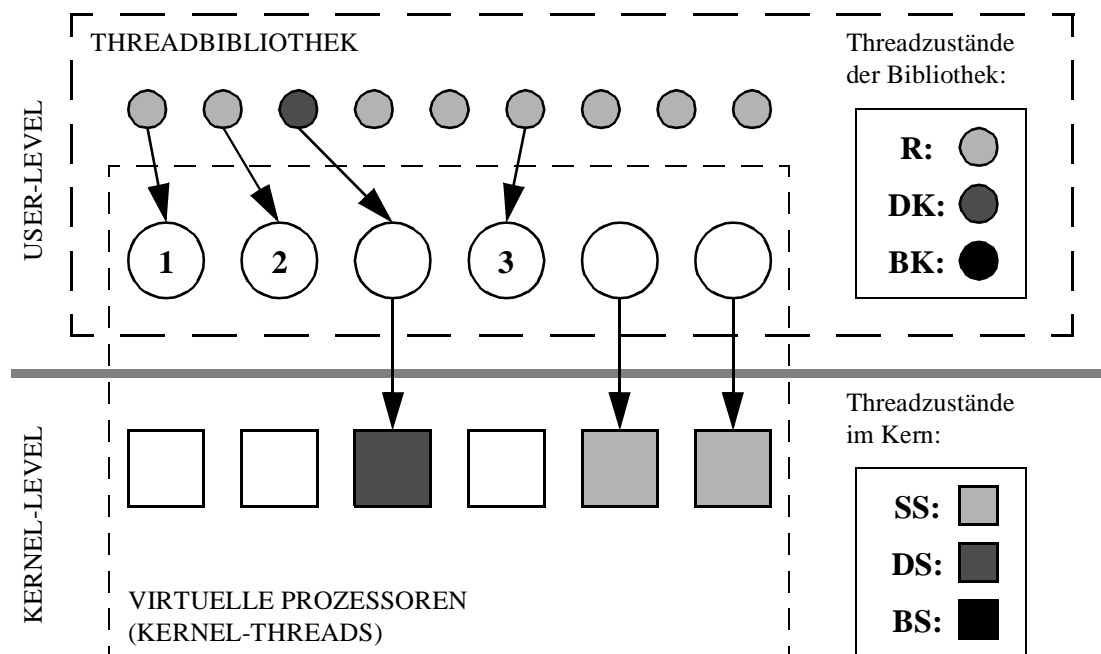 THREADBIBLIOTHEK
Threadzustände
der Bibliothek:
USER-LEVEL
R:
DK:
BK:
1
2
3
Threadzustände
im Kern:
KERNEL-LEVEL
SS:
DS:
BS:
VIRTUELLE PROZESSOREN
(KERNEL-THREADS)